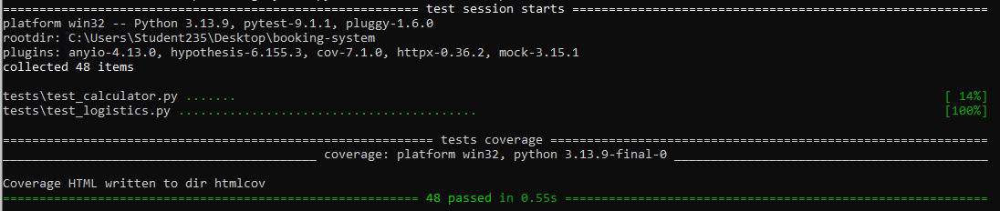 ========================================================= test session starts ==========================================================
platform win32 -- Python 3.13.9, pytest-9.1.1, pluggy-1.6.0
rootdir: C:\Users\Student235\Desktop\booking-system
plugins: anyio-4.13.0, hypothesis-6.155.3, cov-7.1.0, httpx-0.36.2, mock-3.15.1
collected 48 items
tests\test_calculator.py ....... [ 14%]
tests\test_logistics.py ......................................... [100%]
============================================================ tests coverage ============================================================
___________________________________________ coverage: platform win32, python 3.13.9-final-0 ___________________________________________
Coverage HTML written to dir htmlcov
========================================================== 48 passed in 0.55s ==========================================================